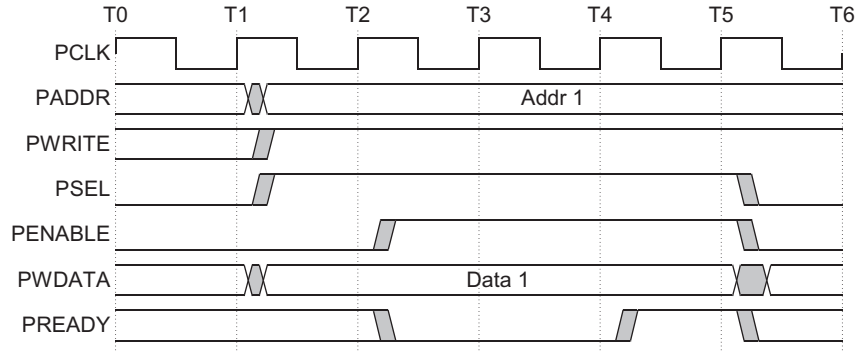 T0 T1 T2 T3 T4 T5 T6
PCLK
PADDR Addr 1
PWRITE
PSEL
PENABLE
PWDATA Data 1
PREADY